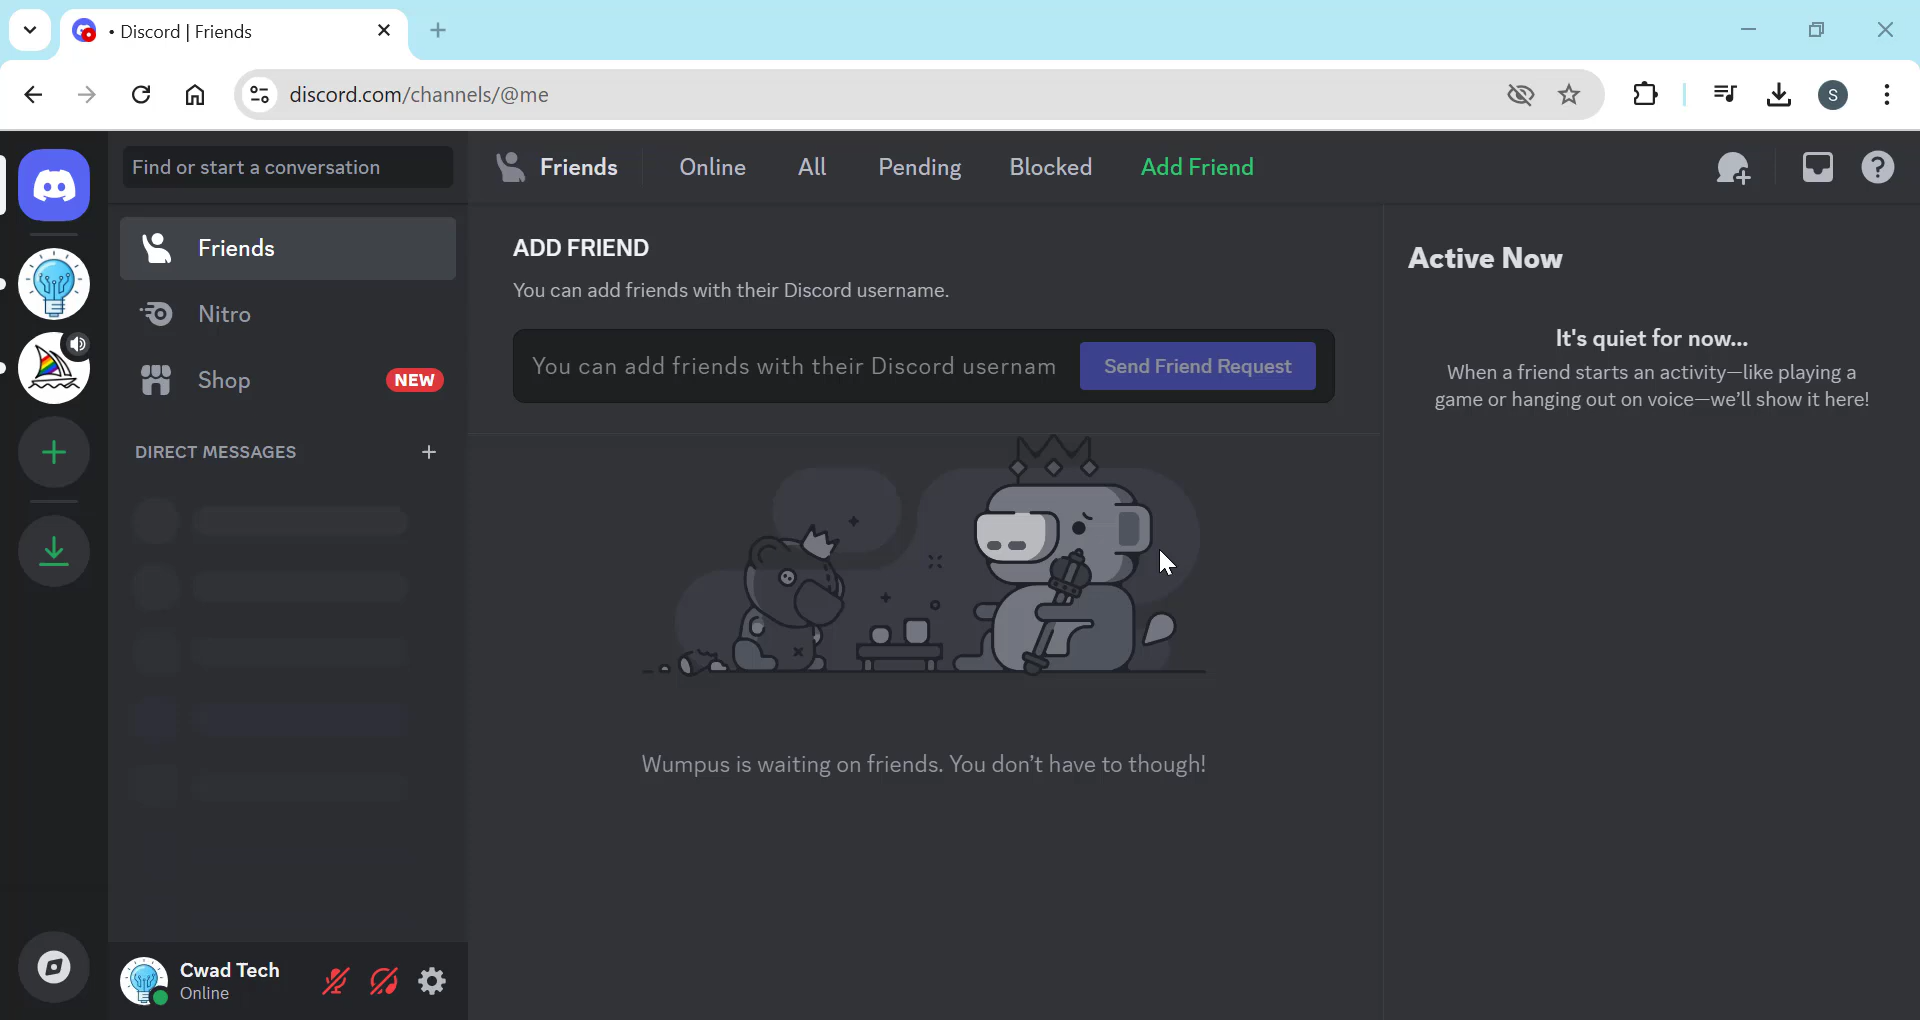 • Discord | Friends
discord.com/channels/@me
S
Find or start a conversation
Friends
Online
All
Pending
Blocked
Add Friend
Friends
Nitro
Shop
NEW
DIRECT MESSAGES
Cwad Tech
Online
ADD FRIEND
You can add friends with their Discord username.
You can add friends with their Discord usernam
Send Friend Request
Wumpus is waiting on friends. You don't have to though!
Active Now
It's quiet for now...
When a friend starts an activity—like playing a
game or hanging out on voice—we'll show it here!